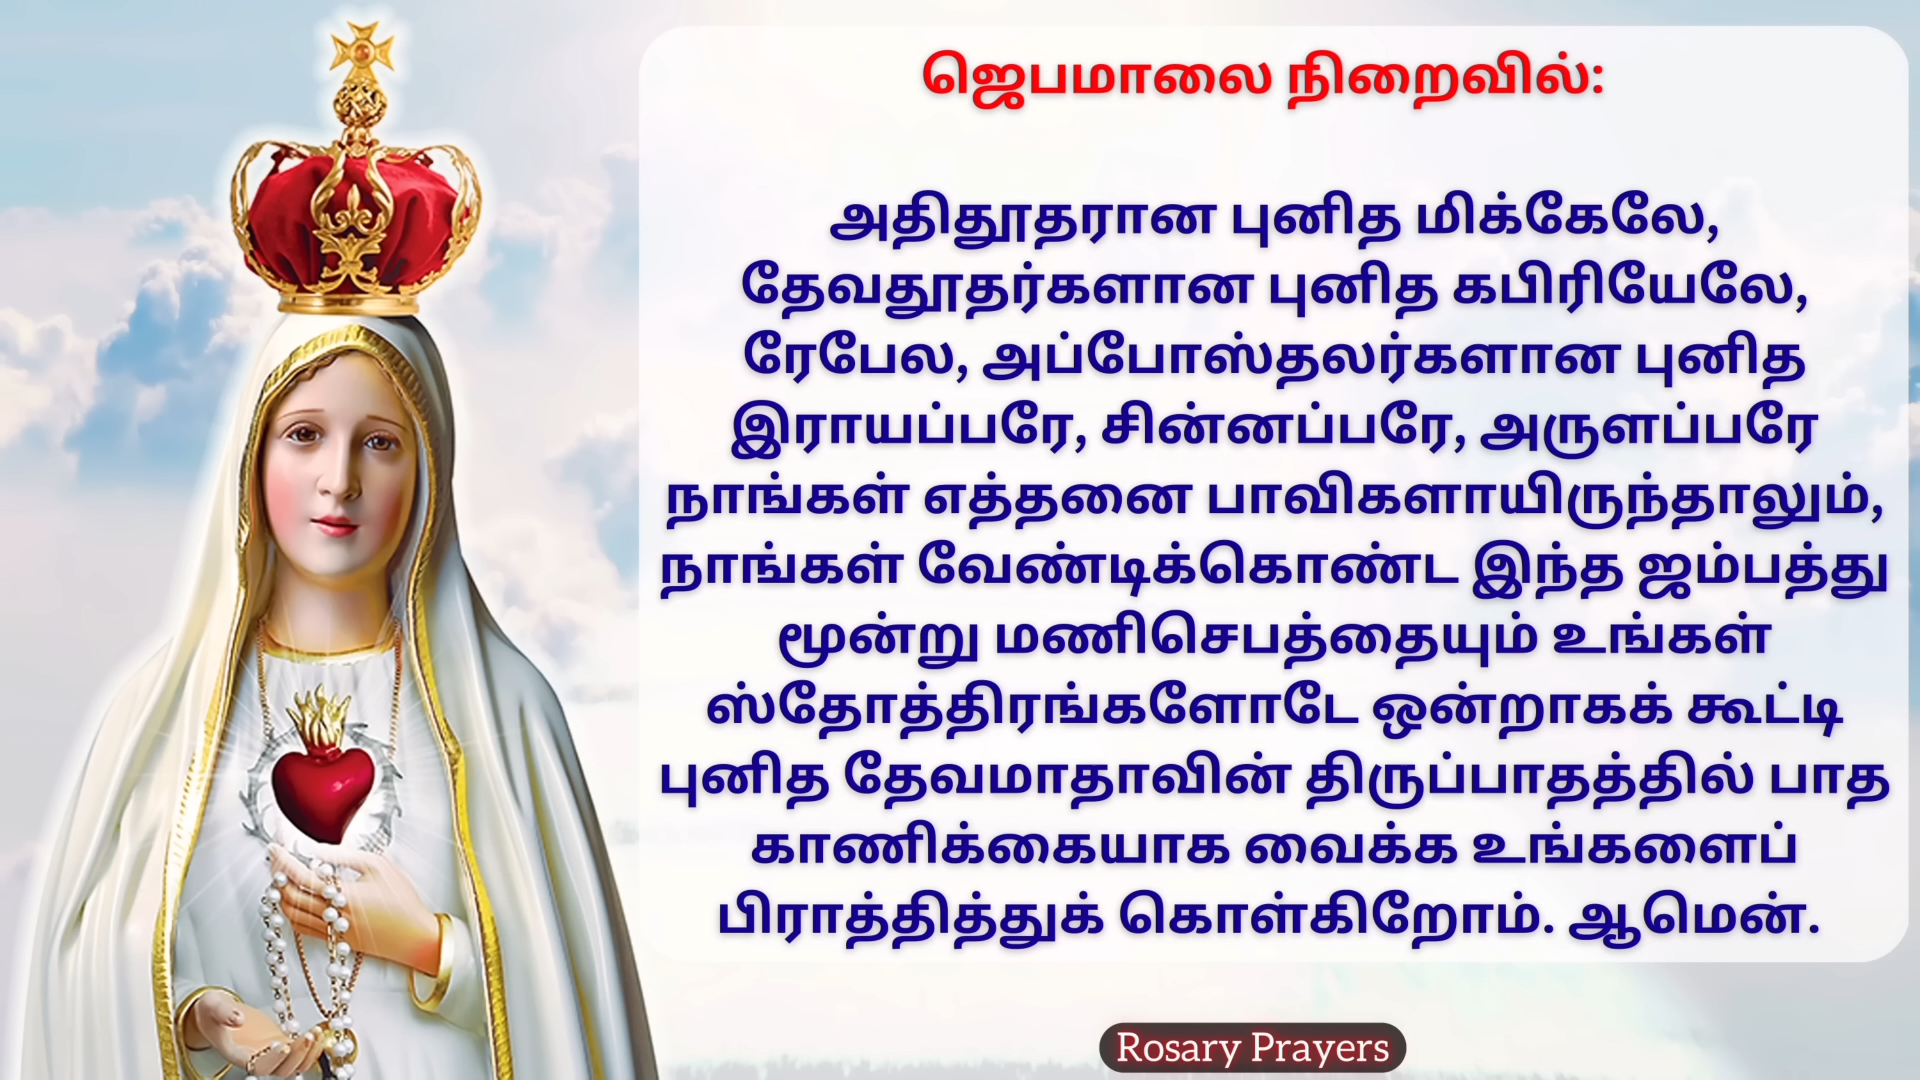 ஜெபமாலை நிறைவில்:
அதிதூதரான புனித மிக்கேலே,
தேவதூதர்களான புனித கபிரியேலே,
ரேபேல, அப்போஸ்தலர்களான புனித
இராயப்பரே, சின்னப்பரே, அருளப்பரே
நாங்கள் எத்தனை பாவிகளாயிருந்தாலும்,
நாங்கள் வேண்டிக்கொண்ட இந்த ஜம்பத்து
மூன்று மணிசெபத்தையும் உங்கள்
ஸ்தோத்திரங்களோடே ஒன்றாகக் கூட்டி
புனித தேவமாதாவின் திருப்பாதத்தில் பாத
காணிக்கையாக வைக்க உங்களைப்
பிராத்தித்துக் கொள்கிறோம். ஆமென்.
Rosary Prayers